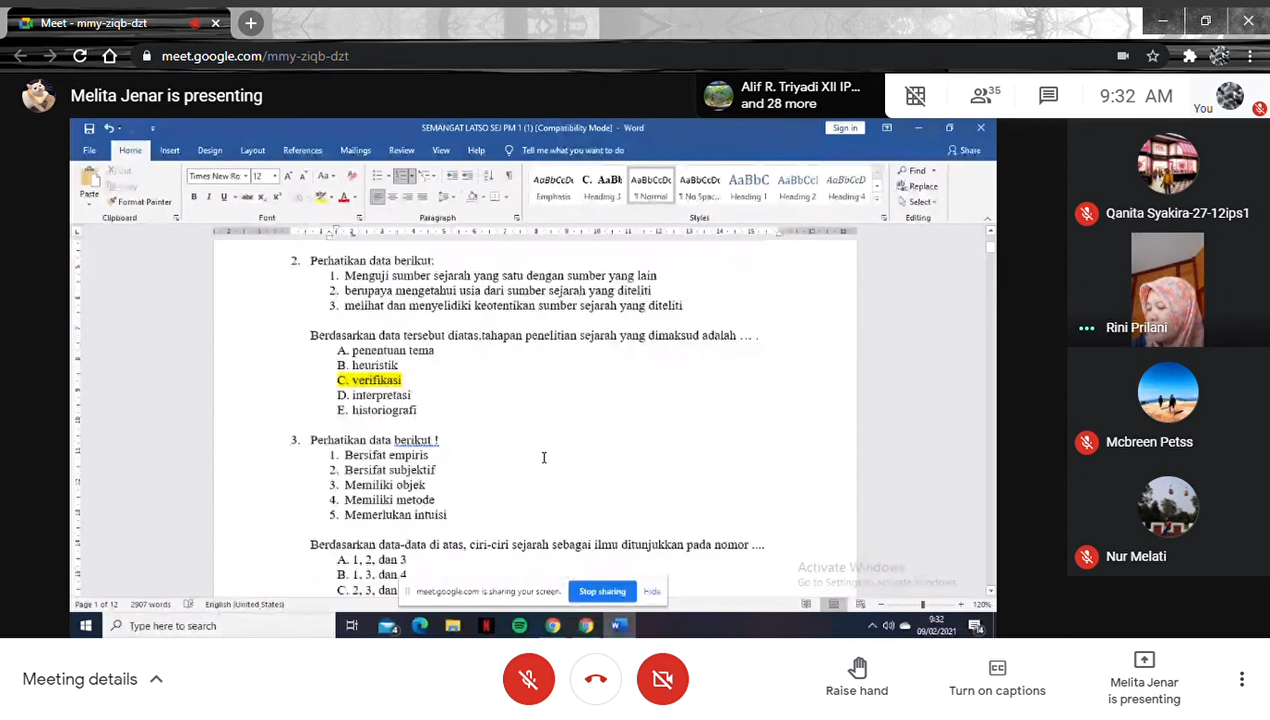 Meet - mmy-ziqb-dzt
meet.google.com/mmy-ziqb-dzt
Melita Jenar is presenting
Alif R. Triyadi XII IP...
and 28 more
35
9:32 AM
You
SEMANGAT LATSO SEJ PM 1 (1) [Compatibility Mode] - Word
Sign in
File Home Insert Design Layout References Mailings Review View Help Tell me what you want to do Share
Paste
Cut
Copy
Format Painter
Times New Ro 12
AaBbCcDc C. AaBb AaBbCcDc AaBbCcDc AaBbC AaBbCcI AaBbCcD
Emphasis Heading 3 ¶ Normal ¶ No Spac... Heading 1 Heading 2 Heading 4
Find
Replace
Select
Clipboard Font Paragraph Styles Editing
2. Perhatikan data berikut:
1. Menguji sumber sejarah yang satu dengan sumber yang lain
2. berupaya mengetahui usia dari sumber sejarah yang diteliti
3. melihat dan menyelidiki keotentikan sumber sejarah yang diteliti
Berdasarkan data tersebut diatas,tahapan penelitian sejarah yang dimaksud adalah … .
A. penentuan tema
B. heuristik
C. verifikasi
D. interpretasi
E. historiografi
3. Perhatikan data berikut !
1. Bersifat empiris
2. Bersifat subjektif
3. Memiliki objek
4. Memiliki metode
5. Memerlukan intuisi
Berdasarkan data-data di atas, ciri-ciri sejarah sebagai ilmu ditunjukkan pada nomor ....
A. 1, 2, dan 3
B. 1, 3, dan 4
C. 2, 3, dan
meet.google.com is sharing your screen.
Stop sharing
Hide
Activate Windows
Go to Settings to activate Windows.
Page 1 of 12 2907 words English (United States) 120%
Type here to search
9:32
09/02/2021
Qanita Syakira-27-12ips1
Rini Prilani
Mcbreen Petss
Nur Melati
Meeting details
Raise hand
Turn on captions
Melita Jenar
is presenting